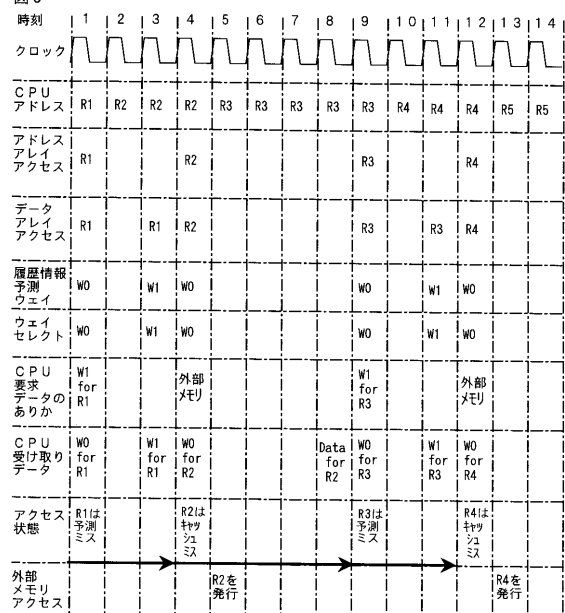 時刻 1 2 3 4 5 6 7 8 9 10 11 12 13 14
クロック
CPU アドレス R1 R2 R2 R2 R3 R3 R3 R3 R3 R4 R4 R4 R5 R5
アドレス アレイ アクセス R1 R2 R3 R4
データ アレイ アクセス R1 R1 R2 R3 R3 R4
履歴情報 予測 ウェイ W0 W1 W0 W0 W1 W0
ウェイ セレクト W0 W1 W0 W0 W1 W0
CPU 要求 データの ありか W1 for R1 外部 メモリ W1 for R3 外部 メモリ
CPU 受け取り データ W0 for R1 W1 for R1 W0 for R2 Data for R2 W0 for R3 W1 for R3 W0 for R4
アクセス 状態 R1は 予測 ミス R2は キャッ シュ ミス R3は 予測 ミス R4は キャッ シュ ミス
外部 メモリ アクセス R2を 発行 R4を 発行